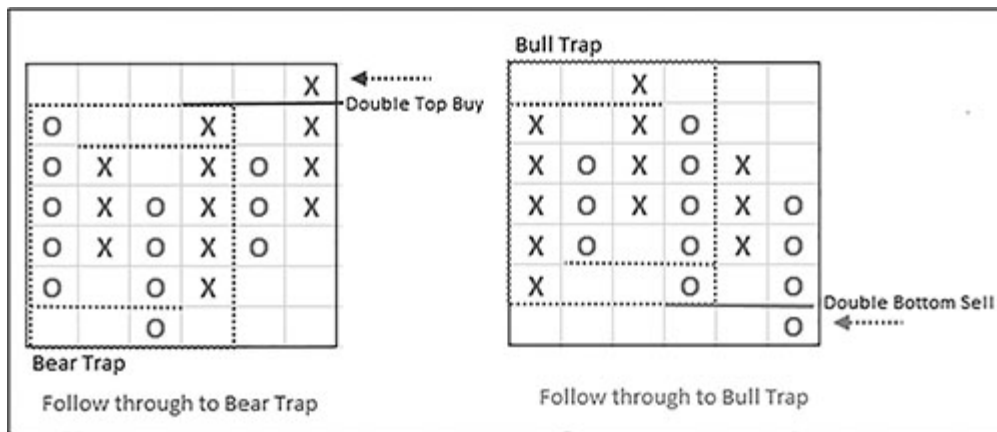 Bull Trap
X
Double Top Buy
O X X
O X X O X
O X O X O X
O X O X O
O O X
O
Bear Trap
Follow through to Bear Trap
X
X X O
X O X O X
X O X O X O
X O O X O
X O O
Double Bottom Sell
O
Follow through to Bull Trap